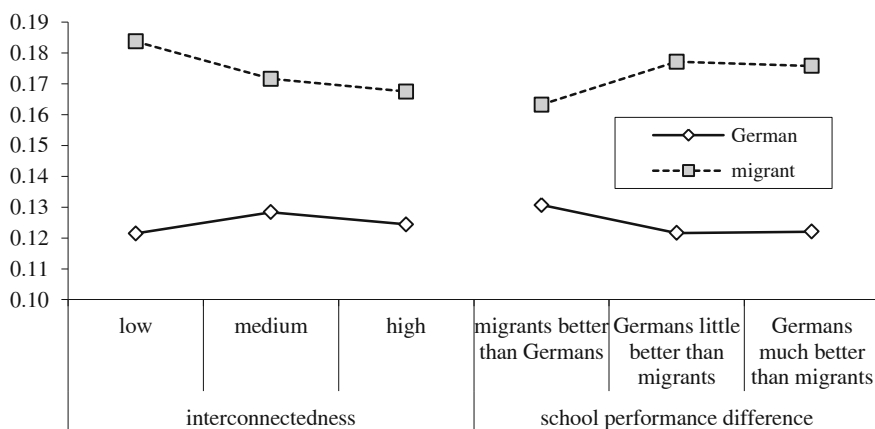 0.19
0.18
0.17
0.16
0.15
0.14
0.13
0.12
0.11
0.10
German
migrant
low
medium
high
migrants better
than Germans
Germans little
better than
migrants
Germans
much better
than migrants
interconnectedness
school performance difference